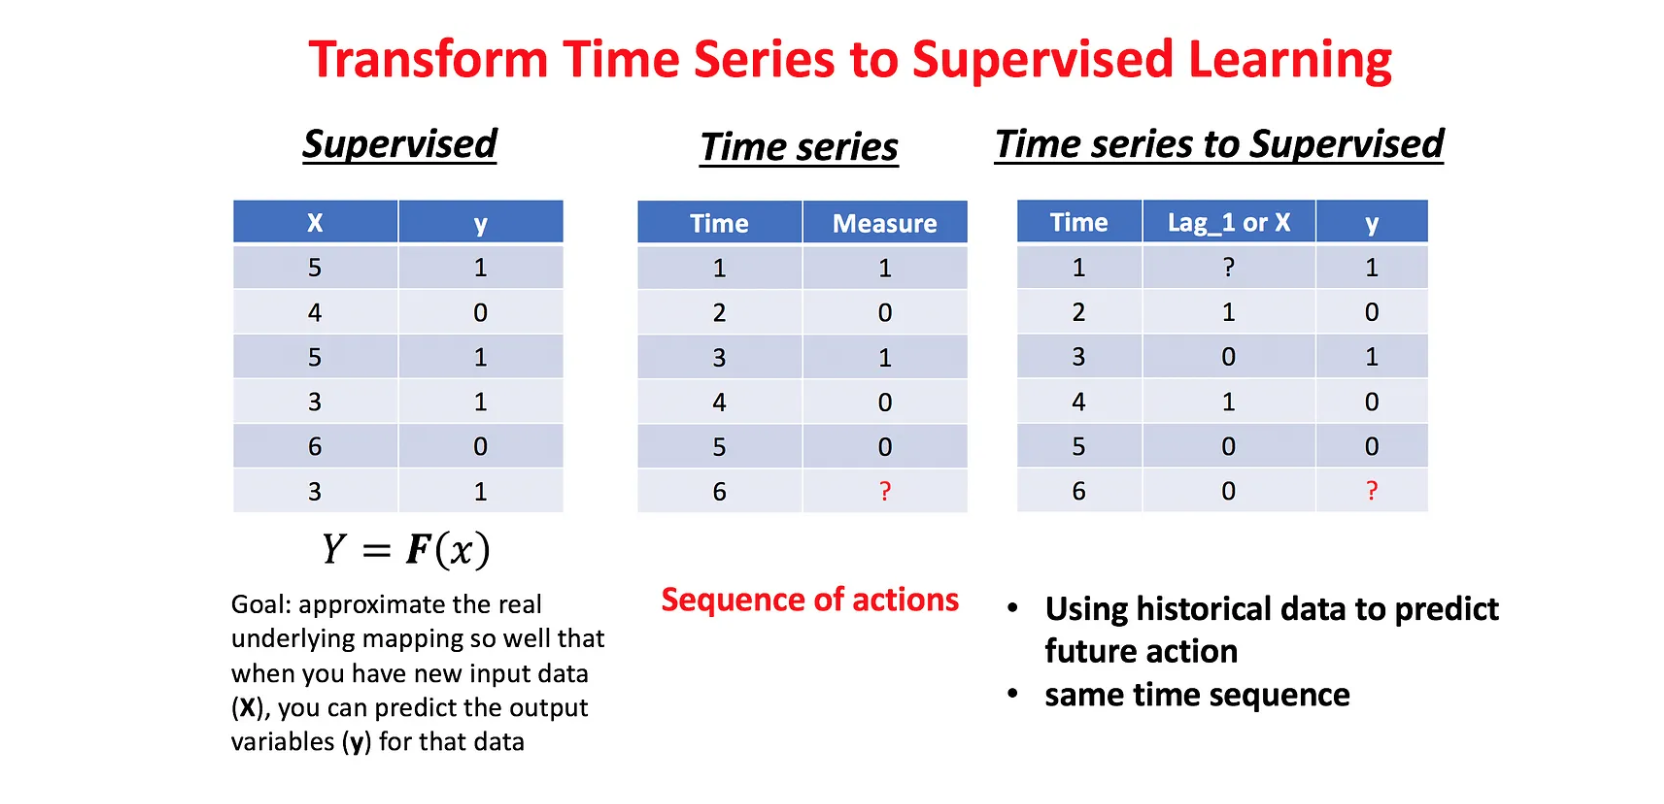 Transform Time Series to Supervised Learning
Supervised
X y
5 1
4 0
5 1
3 1
6 0
3 1
Y = F(x)
Goal: approximate the real
underlying mapping so well that
when you have new input data
(X), you can predict the output
variables (y) for that data
Time series
Time Measure
1 1
2 0
3 1
4 0
5 0
6 ?
Sequence of actions
Time series to Supervised
Time Lag_1 or X y
1 ? 1
2 1 0
3 0 1
4 1 0
5 0 0
6 0 ?
• Using historical data to predict
future action
• same time sequence